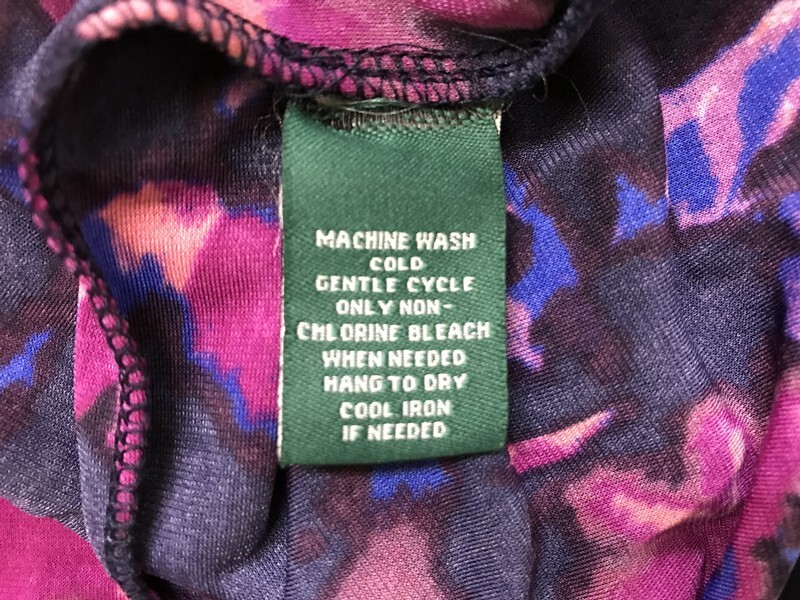 MACHINE WASH
COLD
GENTLE CYCLE
ONLY NON-
CHLORINE BLEACH
WHEN NEEDED
HANG TO DRY
COOL IRON
IF NEEDED